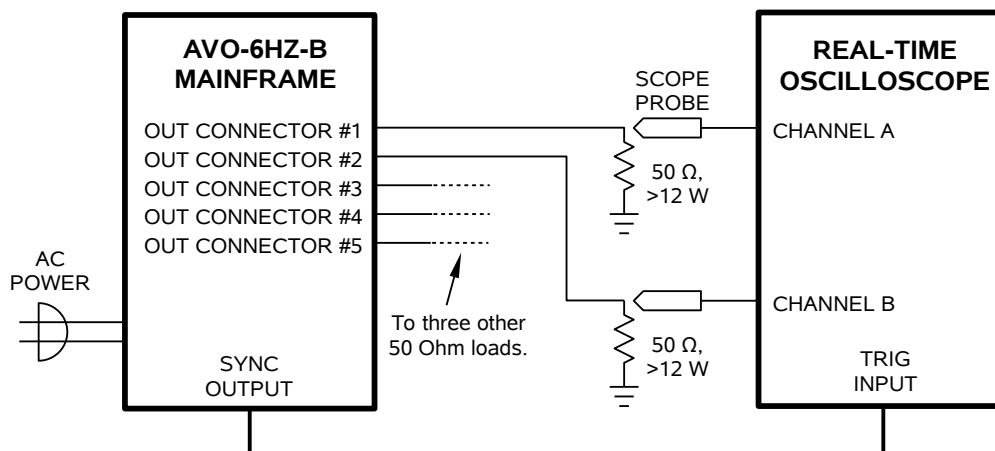 AVO-6HZ-B
MAINFRAME
OUT CONNECTOR #1
OUT CONNECTOR #2
OUT CONNECTOR #3
OUT CONNECTOR #4
OUT CONNECTOR #5
AC
POWER
SYNC
OUTPUT
To three other
50 Ohm loads.
SCOPE
PROBE
50 Ω,
>12 W
50 Ω,
>12 W
REAL-TIME
OSCILLOSCOPE
CHANNEL A
CHANNEL B
TRIG
INPUT